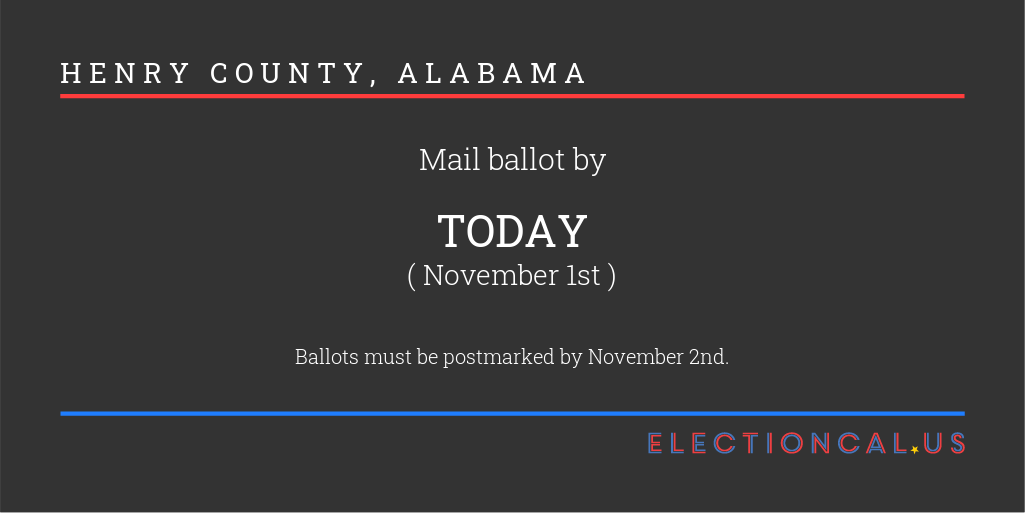 HENRY COUNTY, ALABAMA
Mail ballot by
TODAY
( November 1st )
Ballots must be postmarked by November 2nd.
ELECTIONCAL.US